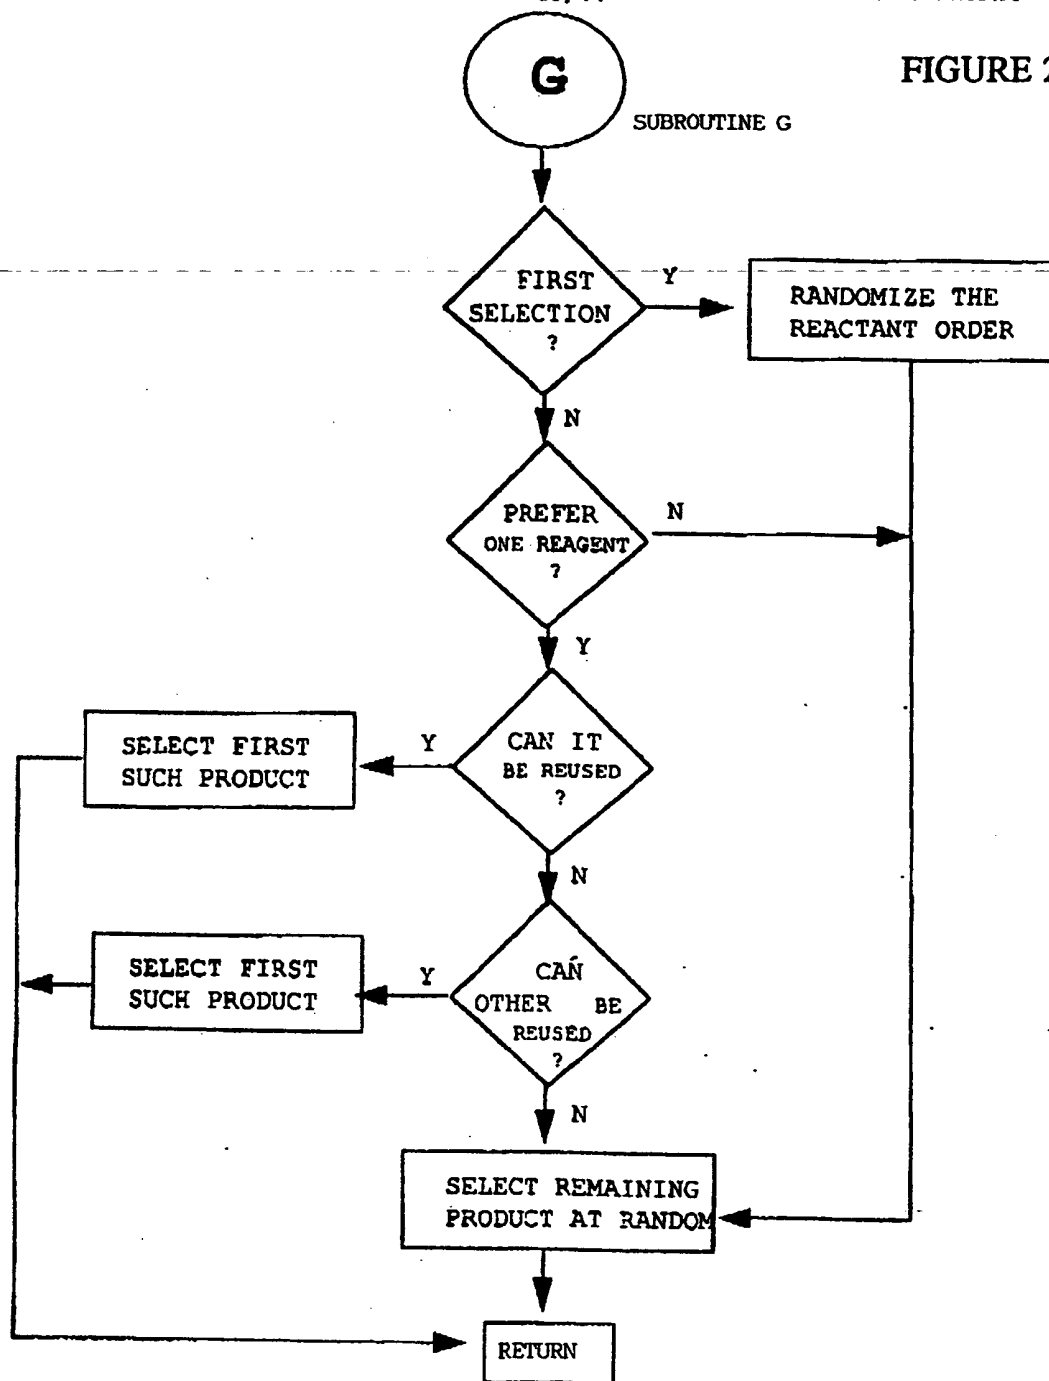 G
FIGURE 2
SUBROUTINE G
FIRST
SELECTION
?
Y
RANDOMIZE THE
REACTANT ORDER
N
PREFER
ONE REAGENT
?
N
Y
CAN IT
BE REUSED
?
Y
SELECT FIRST
SUCH PRODUCT
N
CAN
OTHER BE
REUSED
?
Y
SELECT FIRST
SUCH PRODUCT
N
SELECT REMAINING
PRODUCT AT RANDOM
RETURN